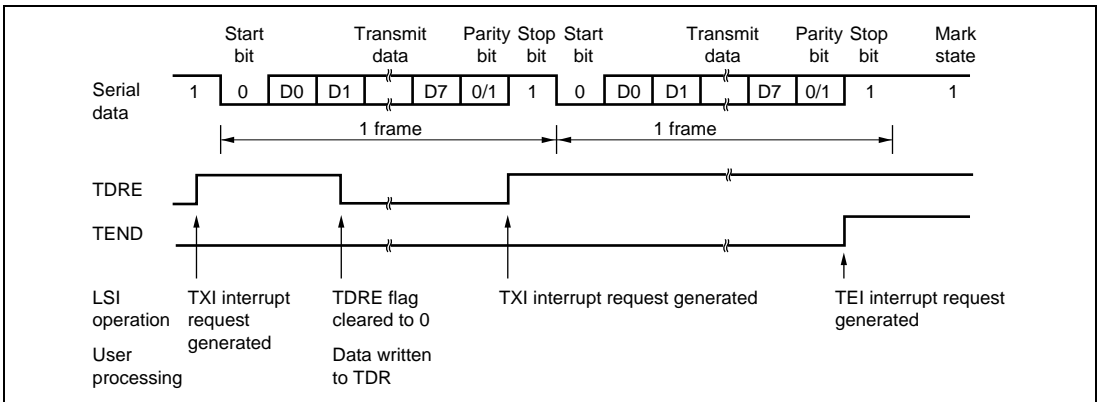 Start bit
Transmit data
Parity bit
Stop bit
Start bit
Transmit data
Parity bit
Stop bit
Mark state
Serial data
1 0 D0 D1 D7 0/1 1 0 D0 D1 D7 0/1 1 1
1 frame
1 frame
TDRE
TEND
LSI operation
TXI interrupt request generated
TDRE flag cleared to 0
TXI interrupt request generated
TEI interrupt request generated
User processing
Data written to TDR